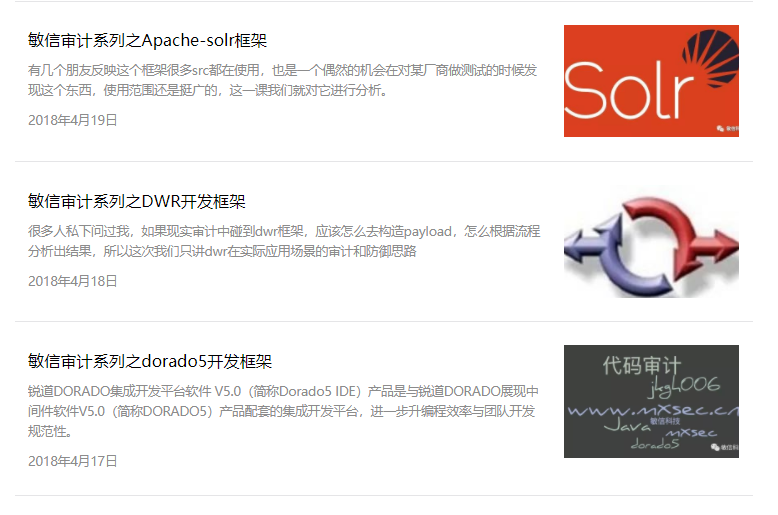 敏信审计系列之Apache-solr框架
有几个朋友反映这个框架很多src都在使用，也是一个偶然的机会在对某厂商做测试的时候发
现这个东西，使用范围还是挺广的，这一课我们就对它进行分析。
2018年4月19日
Solr
敏信审计系列之DWR开发框架
很多人私下问过我，如果现实审计中碰到dwr框架，应该怎么去构造payload，怎么根据流程
分析出结果，所以这次我们只讲dwr在实际应用场景的审计和防御思路
2018年4月18日
敏信审计系列之dorado5开发框架
锐道DORADO集成开发平台软件 V5.0（简称Dorado5 IDE）产品是与锐道DORADO展现中
间件软件V5.0（简称DORADO5）产品配套的集成开发平台，进一步升编程效率与团队开发
规范性。
2018年4月17日
代码审计
jkgh006
www.mxsec.cn
敏信科技
Java
mxsec
dorado5